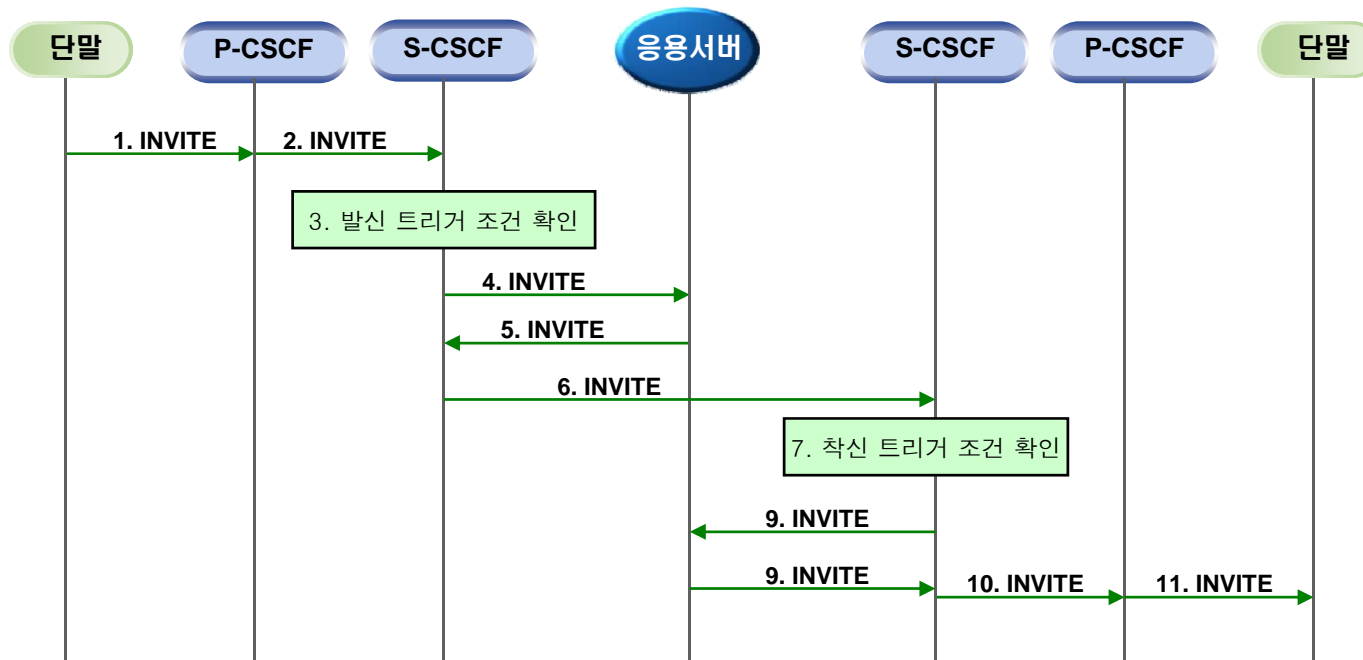 단말
P-CSCF
S-CSCF
응용서버
S-CSCF
P-CSCF
단말
1. INVITE
2. INVITE
3. 발신 트리거 조건 확인
4. INVITE
5. INVITE
6. INVITE
7. 착신 트리거 조건 확인
9. INVITE
9. INVITE
10. INVITE
11. INVITE